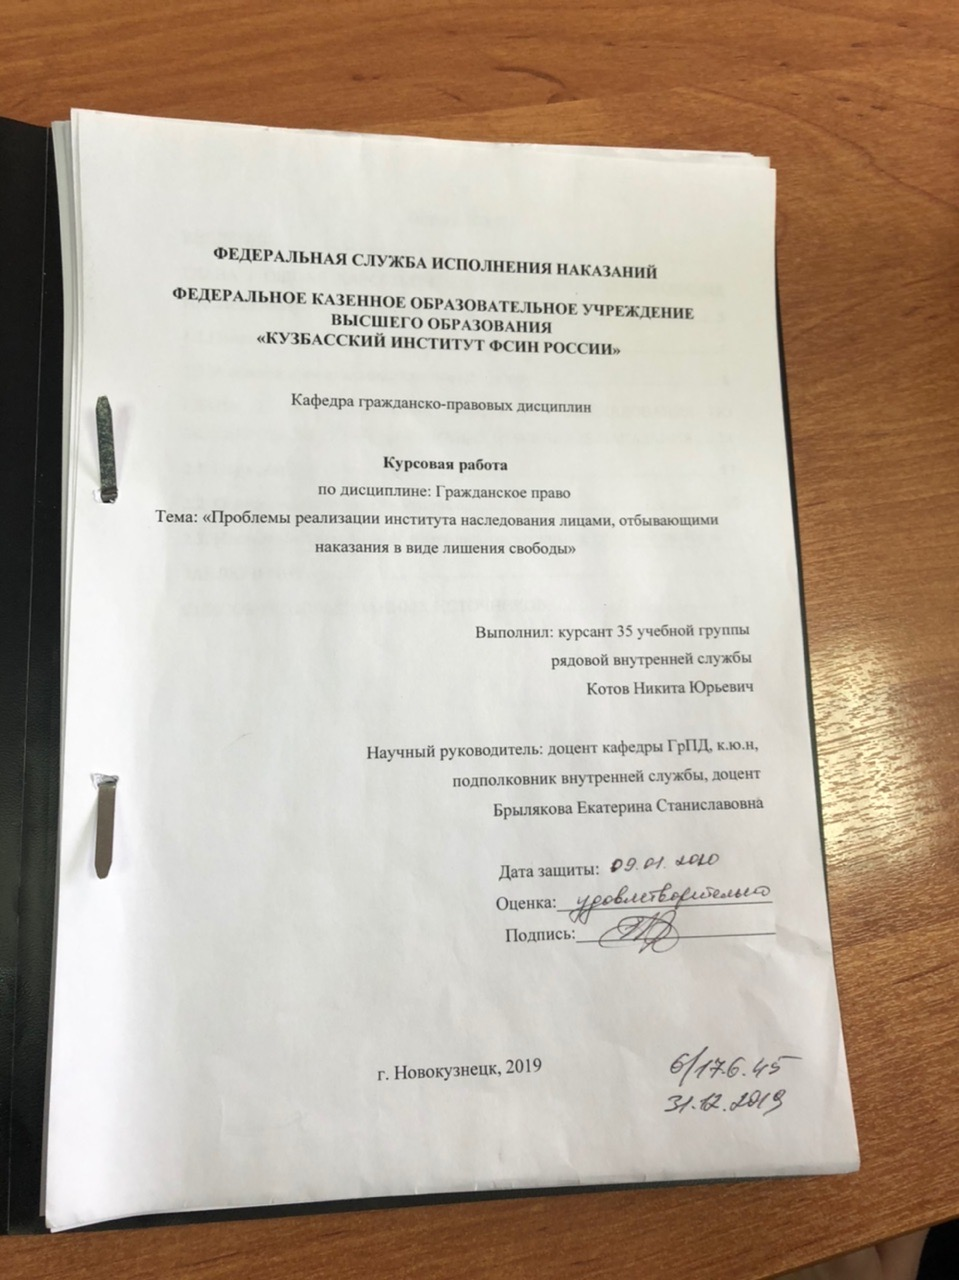 ФЕДЕРАЛЬНАЯ СЛУЖБА ИСПОЛНЕНИЯ НАКАЗАНИЙ
ФЕДЕРАЛЬНОЕ КАЗЕННОЕ ОБРАЗОВАТЕЛЬНОЕ УЧРЕЖДЕНИЕ
ВЫСШЕГО ОБРАЗОВАНИЯ
«КУЗБАССКИЙ ИНСТИТУТ ФСИН РОССИИ»
Кафедра гражданско-правовых дисциплин
Курсовая работа
по дисциплине: Гражданское право
Тема: «Проблемы реализации института наследования лицами, отбывающими
наказания в виде лишения свободы»
Выполнил: курсант 35 учебной группы
рядовой внутренней службы
Котов Никита Юрьевич
Научный руководитель: доцент кафедры ГрПД, к.ю.н,
подполковник внутренней службы, доцент
Брылякова Екатерина Станиславовна
Дата защиты: 09.01.2020
Оценка: удовлетворительно
Подпись:
г. Новокузнецк, 2019
6/17.6.45
31.12.2019